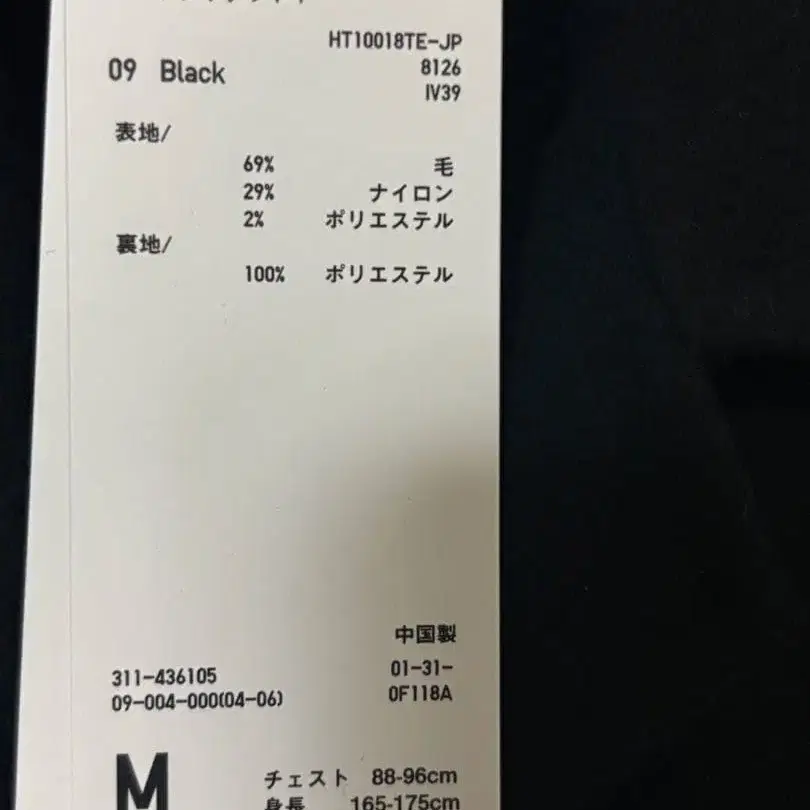 HT10018TE-JP
09 Black
8126
IV39
表地/
69% 毛
29% ナイロン
2% ポリエステル
裏地/
100% ポリエステル
中国製
311-436105
01-31-
09-004-000(04-06)
0F118A
M
チェスト 88-96cm
身長 165-175cm